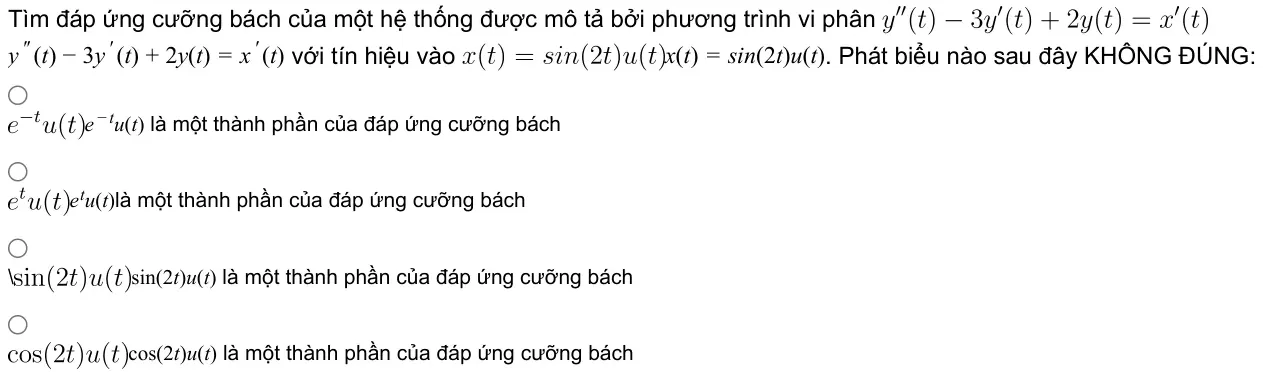 Tìm đáp ứng cưỡng bách của một hệ thống được mô tả bởi phương trình vi phân y″(t) − 3y′(t) + 2y(t) = x′(t)
y″(t) − 3y′(t) + 2y(t) = x′(t) với tín hiệu vào x(t) = sin(2t)u(t)x(t) = sin(2t)u(t). Phát biểu nào sau đây KHÔNG ĐÚNG:
e^{−t}u(t)e^{−t}u(t) là một thành phần của đáp ứng cưỡng bách
e^{t}u(t)e^{t}u(t)là một thành phần của đáp ứng cưỡng bách
\sin(2t)u(t)sin(2t)u(t) là một thành phần của đáp ứng cưỡng bách
cos(2t)u(t)cos(2t)u(t) là một thành phần của đáp ứng cưỡng bách